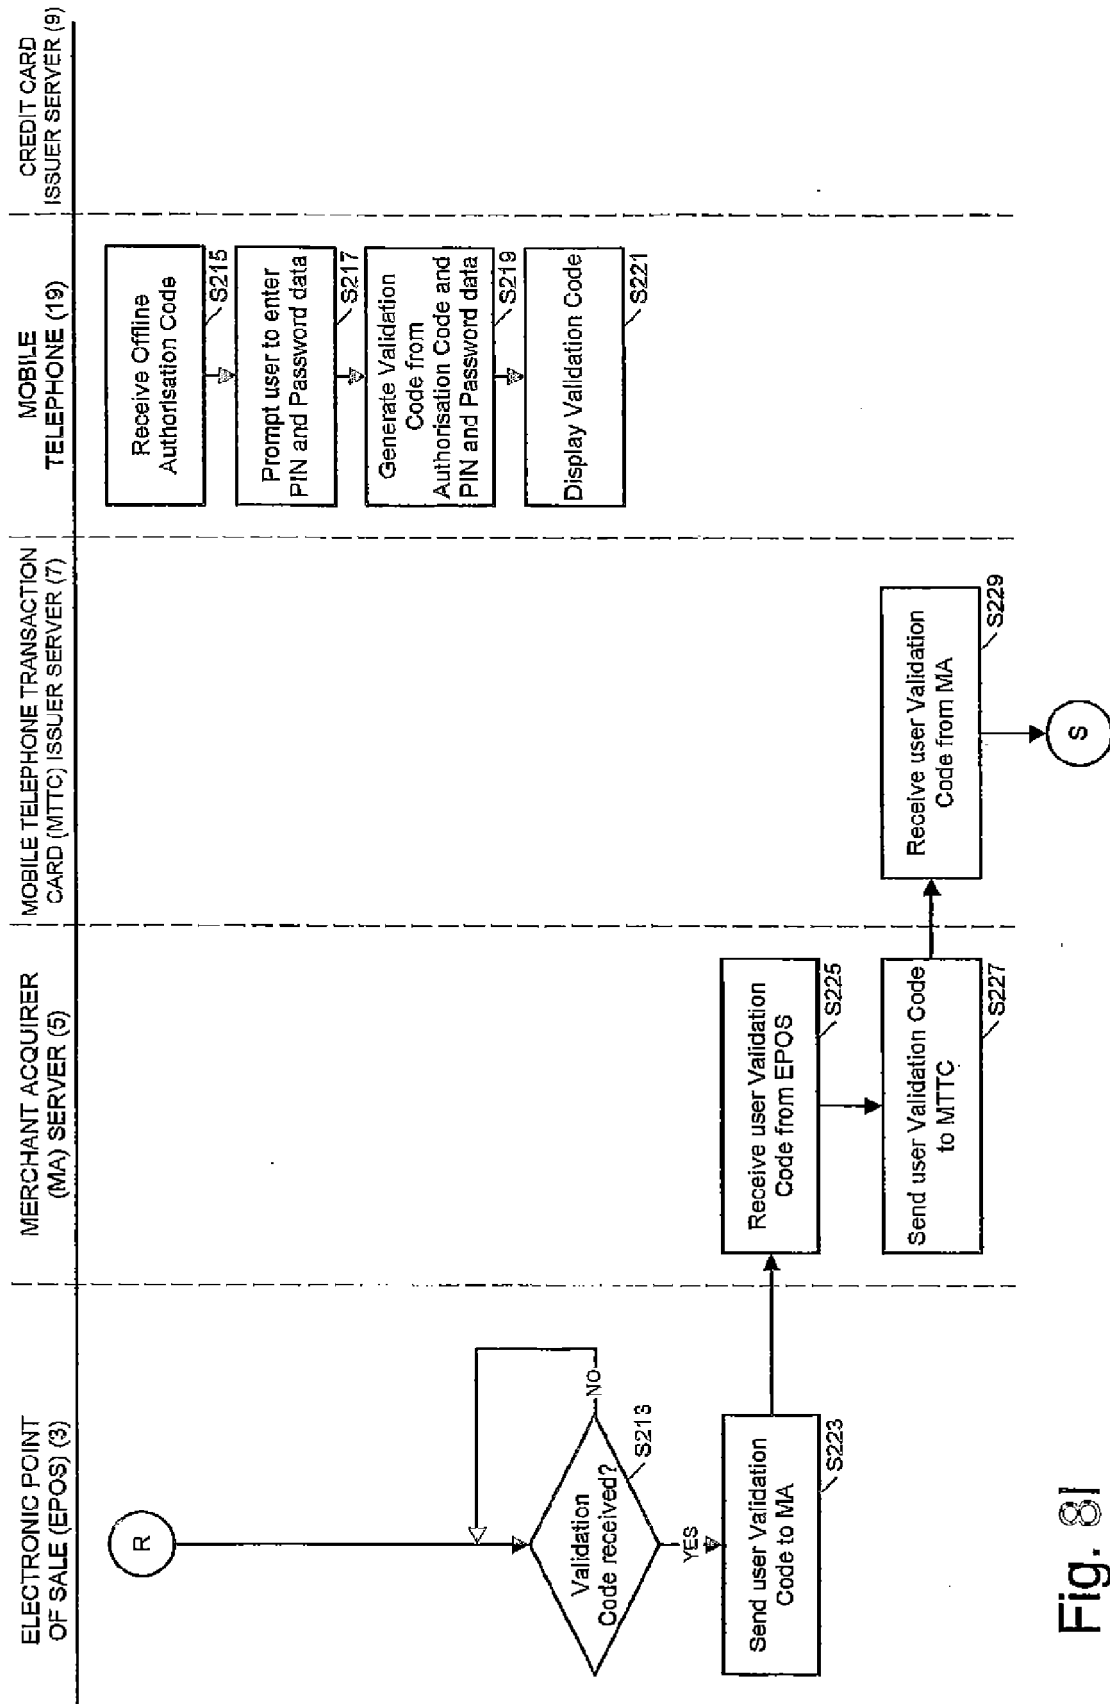 ELECTRONIC POINT
OF SALE (EPOS) (3)
MERCHANT ACQUIRER
(MA) SERVER (5)
MOBILE TELEPHONE TRANSACTION
CARD (MTTC) ISSUER SERVER (7)
MOBILE
TELEPHONE (19)
CREDIT CARD
ISSUER SERVER (9)
R
Receive Offline
Authorisation Code
S215
Prompt user to enter
PIN and Password data
S217
Generate Validation
Code from
Authorisation Code and
PIN and Password data
S219
Display Validation Code
S221
Validation
Code received?
S213
NO
YES
Send user Validation
Code to MA
S223
Receive user Validation
Code from EPOS
S225
Send user Validation Code
to MTTC
S227
Receive user Validation
Code from MA
S229
S
Fig. 8I